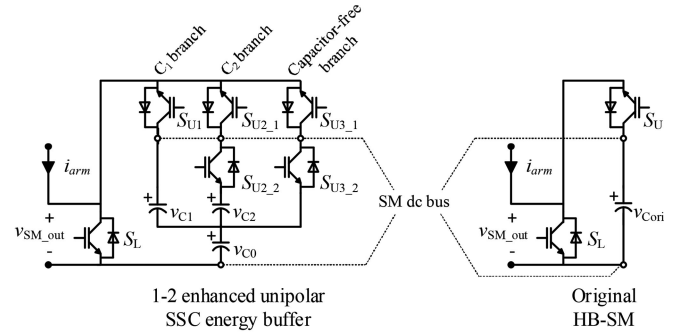 C1 branch
C2 branch
Capacitor-free
branch
SU1
SU2_1
SU3_1
SU
iarm
SU2_2
SU3_2
SM dc bus
iarm
+
vC1
+
vC2
+
vCori
+
vSM_out
-
SL
+
vC0
+
vSM_out
-
SL
1-2 enhanced unipolar
SSC energy buffer
Original
HB-SM